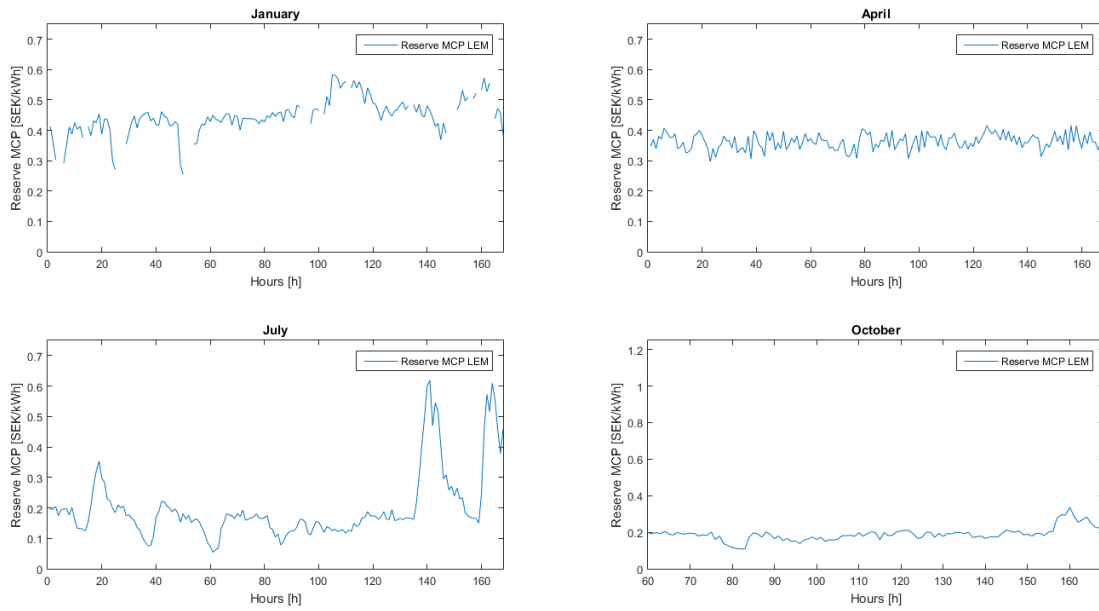 January
Reserve MCP [SEK/kWh]
0.7
0.6
0.5
0.4
0.3
0.2
0.1
0
Reserve MCP LEM
0 20 40 60 80 100 120 140 160
Hours [h]
April
Reserve MCP [SEK/kWh]
0.7
0.6
0.5
0.4
0.3
0.2
0.1
0
Reserve MCP LEM
0 20 40 60 80 100 120 140 160
Hours [h]
July
Reserve MCP [SEK/kWh]
0.7
0.6
0.5
0.4
0.3
0.2
0.1
0
Reserve MCP LEM
0 20 40 60 80 100 120 140 160
Hours [h]
October
Reserve MCP [SEK/kWh]
1.2
1
0.8
0.6
0.4
0.2
0
Reserve MCP LEM
60 70 80 90 100 110 120 130 140 150 160
Hours [h]